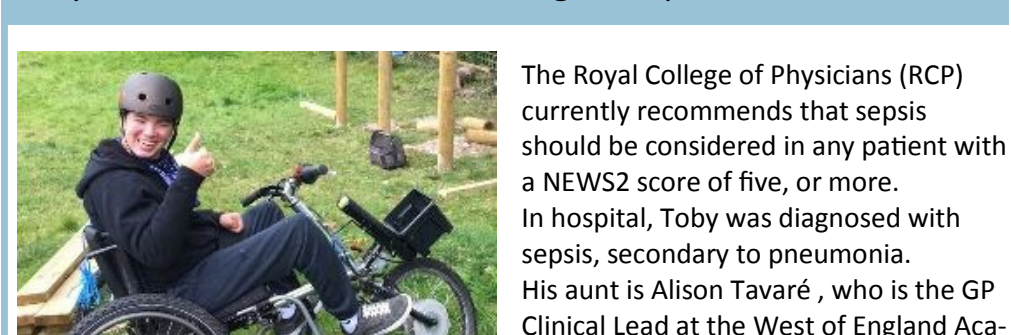 The Royal College of Physicians (RCP)
currently recommends that sepsis
should be considered in any patient with
a NEWS2 score of five, or more.
In hospital, Toby was diagnosed with
sepsis, secondary to pneumonia.
His aunt is Alison Tavaré , who is the GP
Clinical Lead at the West of England Aca-